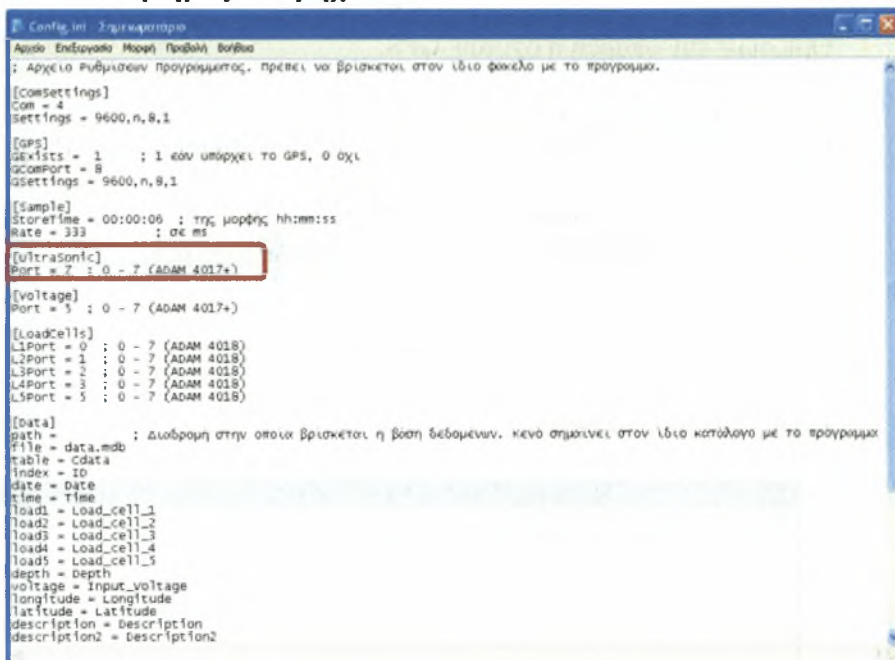 Config.ini - Σημειωματάριο
Αρχείο Επεξεργασία Μορφή Προβολή Βοήθεια
; Αρχείο Ρυθμίσεων Προγράμματος. Πρέπει να βρίσκεται στον ίδιο φάκελο με το πρόγραμμα.
[ComSettings]
Com = 4
Settings = 9600,n,8,1
[GPS]
GExists = 1 ; 1 εάν υπάρχει το GPS, 0 όχι
GComPort = 8
GSettings = 9600,n,8,1
[Sample]
StoreTime = 00:00:06 ; της μορφής hh:mm:ss
Rate = 333 ; σε ms
[UltraSonic]
Port = 7 ; 0 - 7 (ADAM 4017+)
[Voltage]
Port = 5 ; 0 - 7 (ADAM 4017+)
[LoadCells]
L1Port = 0 ; 0 - 7 (ADAM 4018)
L2Port = 1 ; 0 - 7 (ADAM 4018)
L3Port = 2 ; 0 - 7 (ADAM 4018)
L4Port = 3 ; 0 - 7 (ADAM 4018)
L5Port = 5 ; 0 - 7 (ADAM 4018)
[Data]
path = ; Διαδρομή στην οποία βρίσκεται η βάση δεδομένων. Κενό σημαίνει στον ίδιο κατάλογο με το πρόγραμμα
file = data.mdb
table = Cdata
index = ID
date = Date
time = Time
load1 = Load_cell_1
load2 = Load_cell_2
load3 = Load_cell_3
load4 = Load_cell_4
load5 = Load_cell_5
depth = Depth
voltage = Input_Voltage
longitude = Longitude
latitude = Latitude
description = Description
description2 = Description2